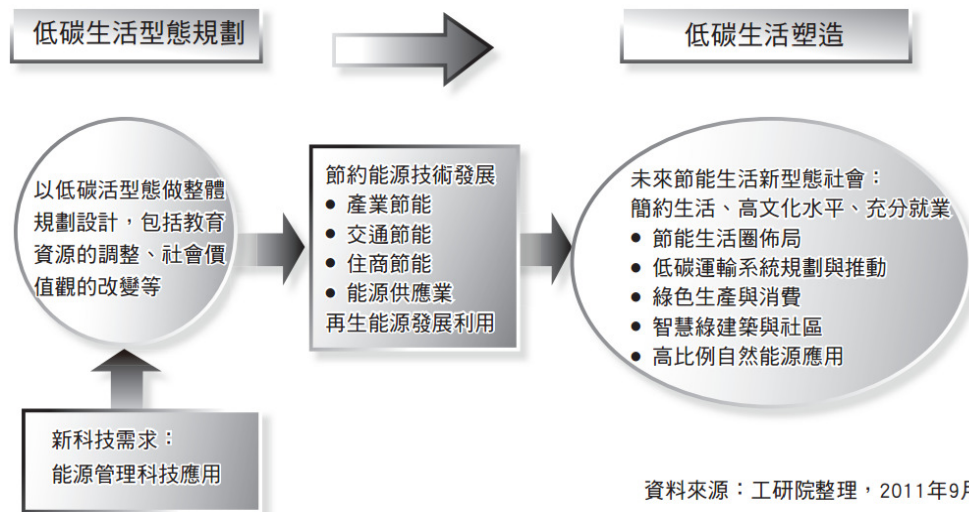 低碳生活型態規劃
低碳生活塑造
以低碳活型態做整體
規劃設計，包括教育
資源的調整、社會價
值觀的改變等
節約能源技術發展
● 產業節能
● 交通節能
● 住商節能
● 能源供應業
再生能源發展利用
未來節能生活新型態社會：
簡約生活、高文化水平、充分就業
● 節能生活圈佈局
● 低碳運輸系統規劃與推動
● 綠色生產與消費
● 智慧綠建築與社區
● 高比例自然能源應用
新科技需求：
能源管理科技應用
資料來源：工研院整理，2011年9月